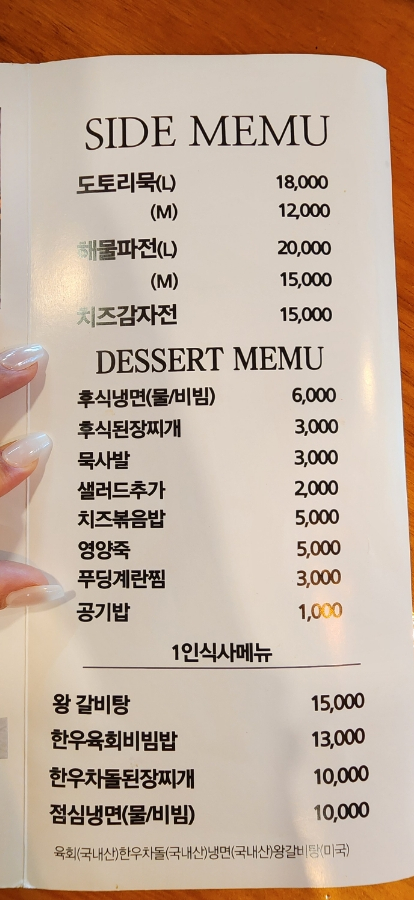 SIDE MEMU
도토리묵(L) 18,000
(M) 12,000
해물파전(L) 20,000
(M) 15,000
치즈감자전 15,000
DESSERT MEMU
후식냉면(물/비빔) 6,000
후식된장찌개 3,000
묵사발 3,000
샐러드추가 2,000
치즈볶음밥 5,000
영양죽 5,000
푸딩계란찜 3,000
공기밥 1,000
1인식사메뉴
왕 갈비탕 15,000
한우육회비빔밥 13,000
한우차돌된장찌개 10,000
점심냉면(물/비빔) 10,000
육회(국내산)한우차돌(국내산)냉면(국내산)왕갈비탕(미국)